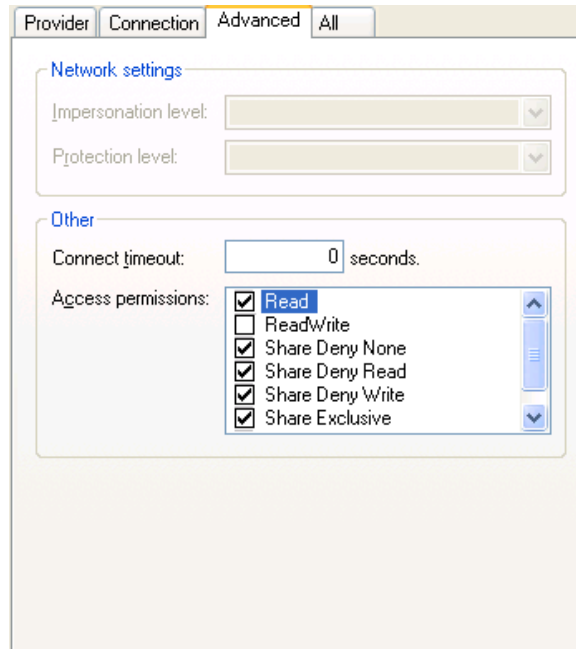 Provider Connection Advanced All
Network settings
Impersonation level:
Protection level:
Other
Connect timeout: 0 seconds.
Access permissions: Read
ReadWrite
Share Deny None
Share Deny Read
Share Deny Write
Share Exclusive